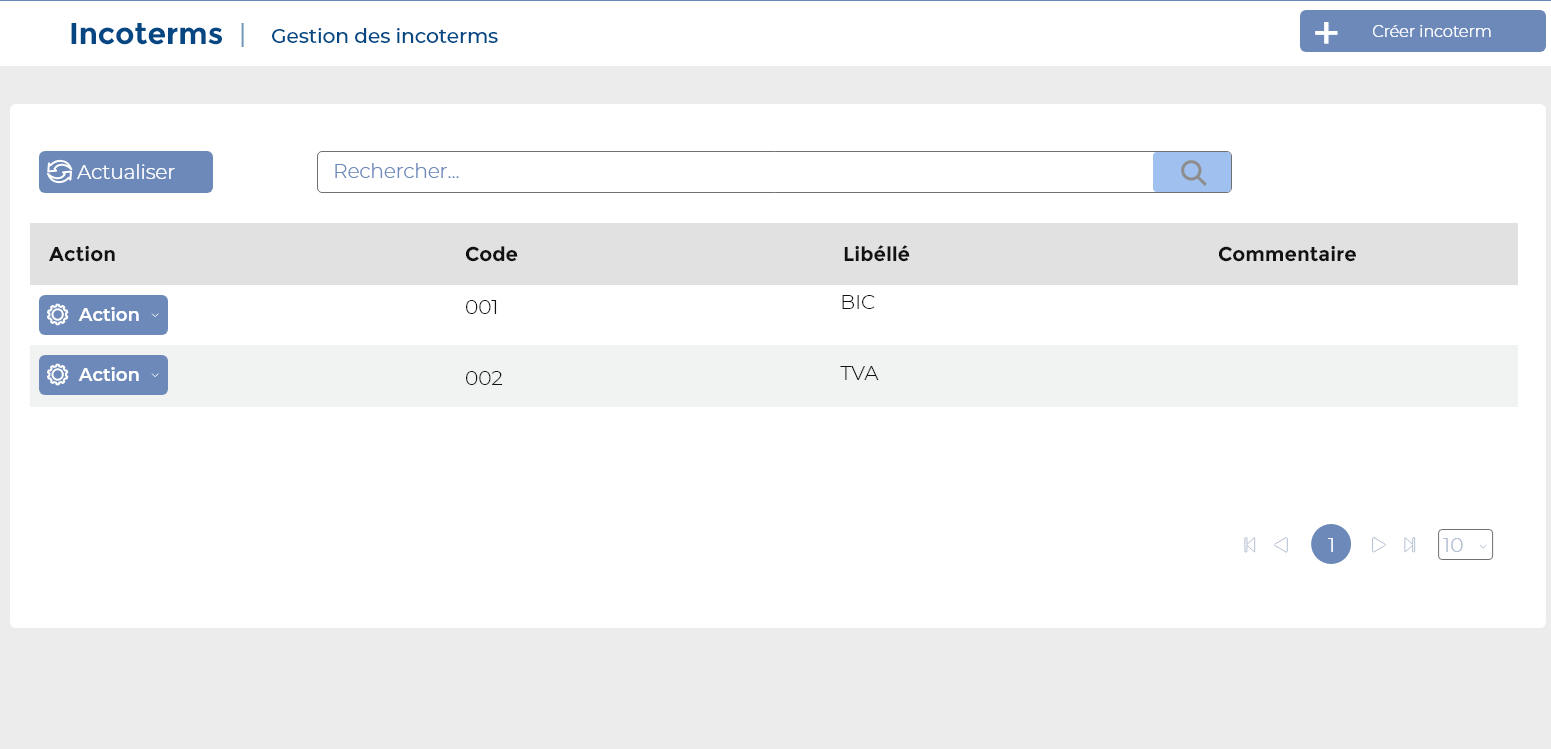 Incoterms | Gestion des incoterms
Créer incoterm
Actualiser
Rechercher...
Action Code Libéllé Commentaire
Action 001 BIC
Action 002 TVA
1 10